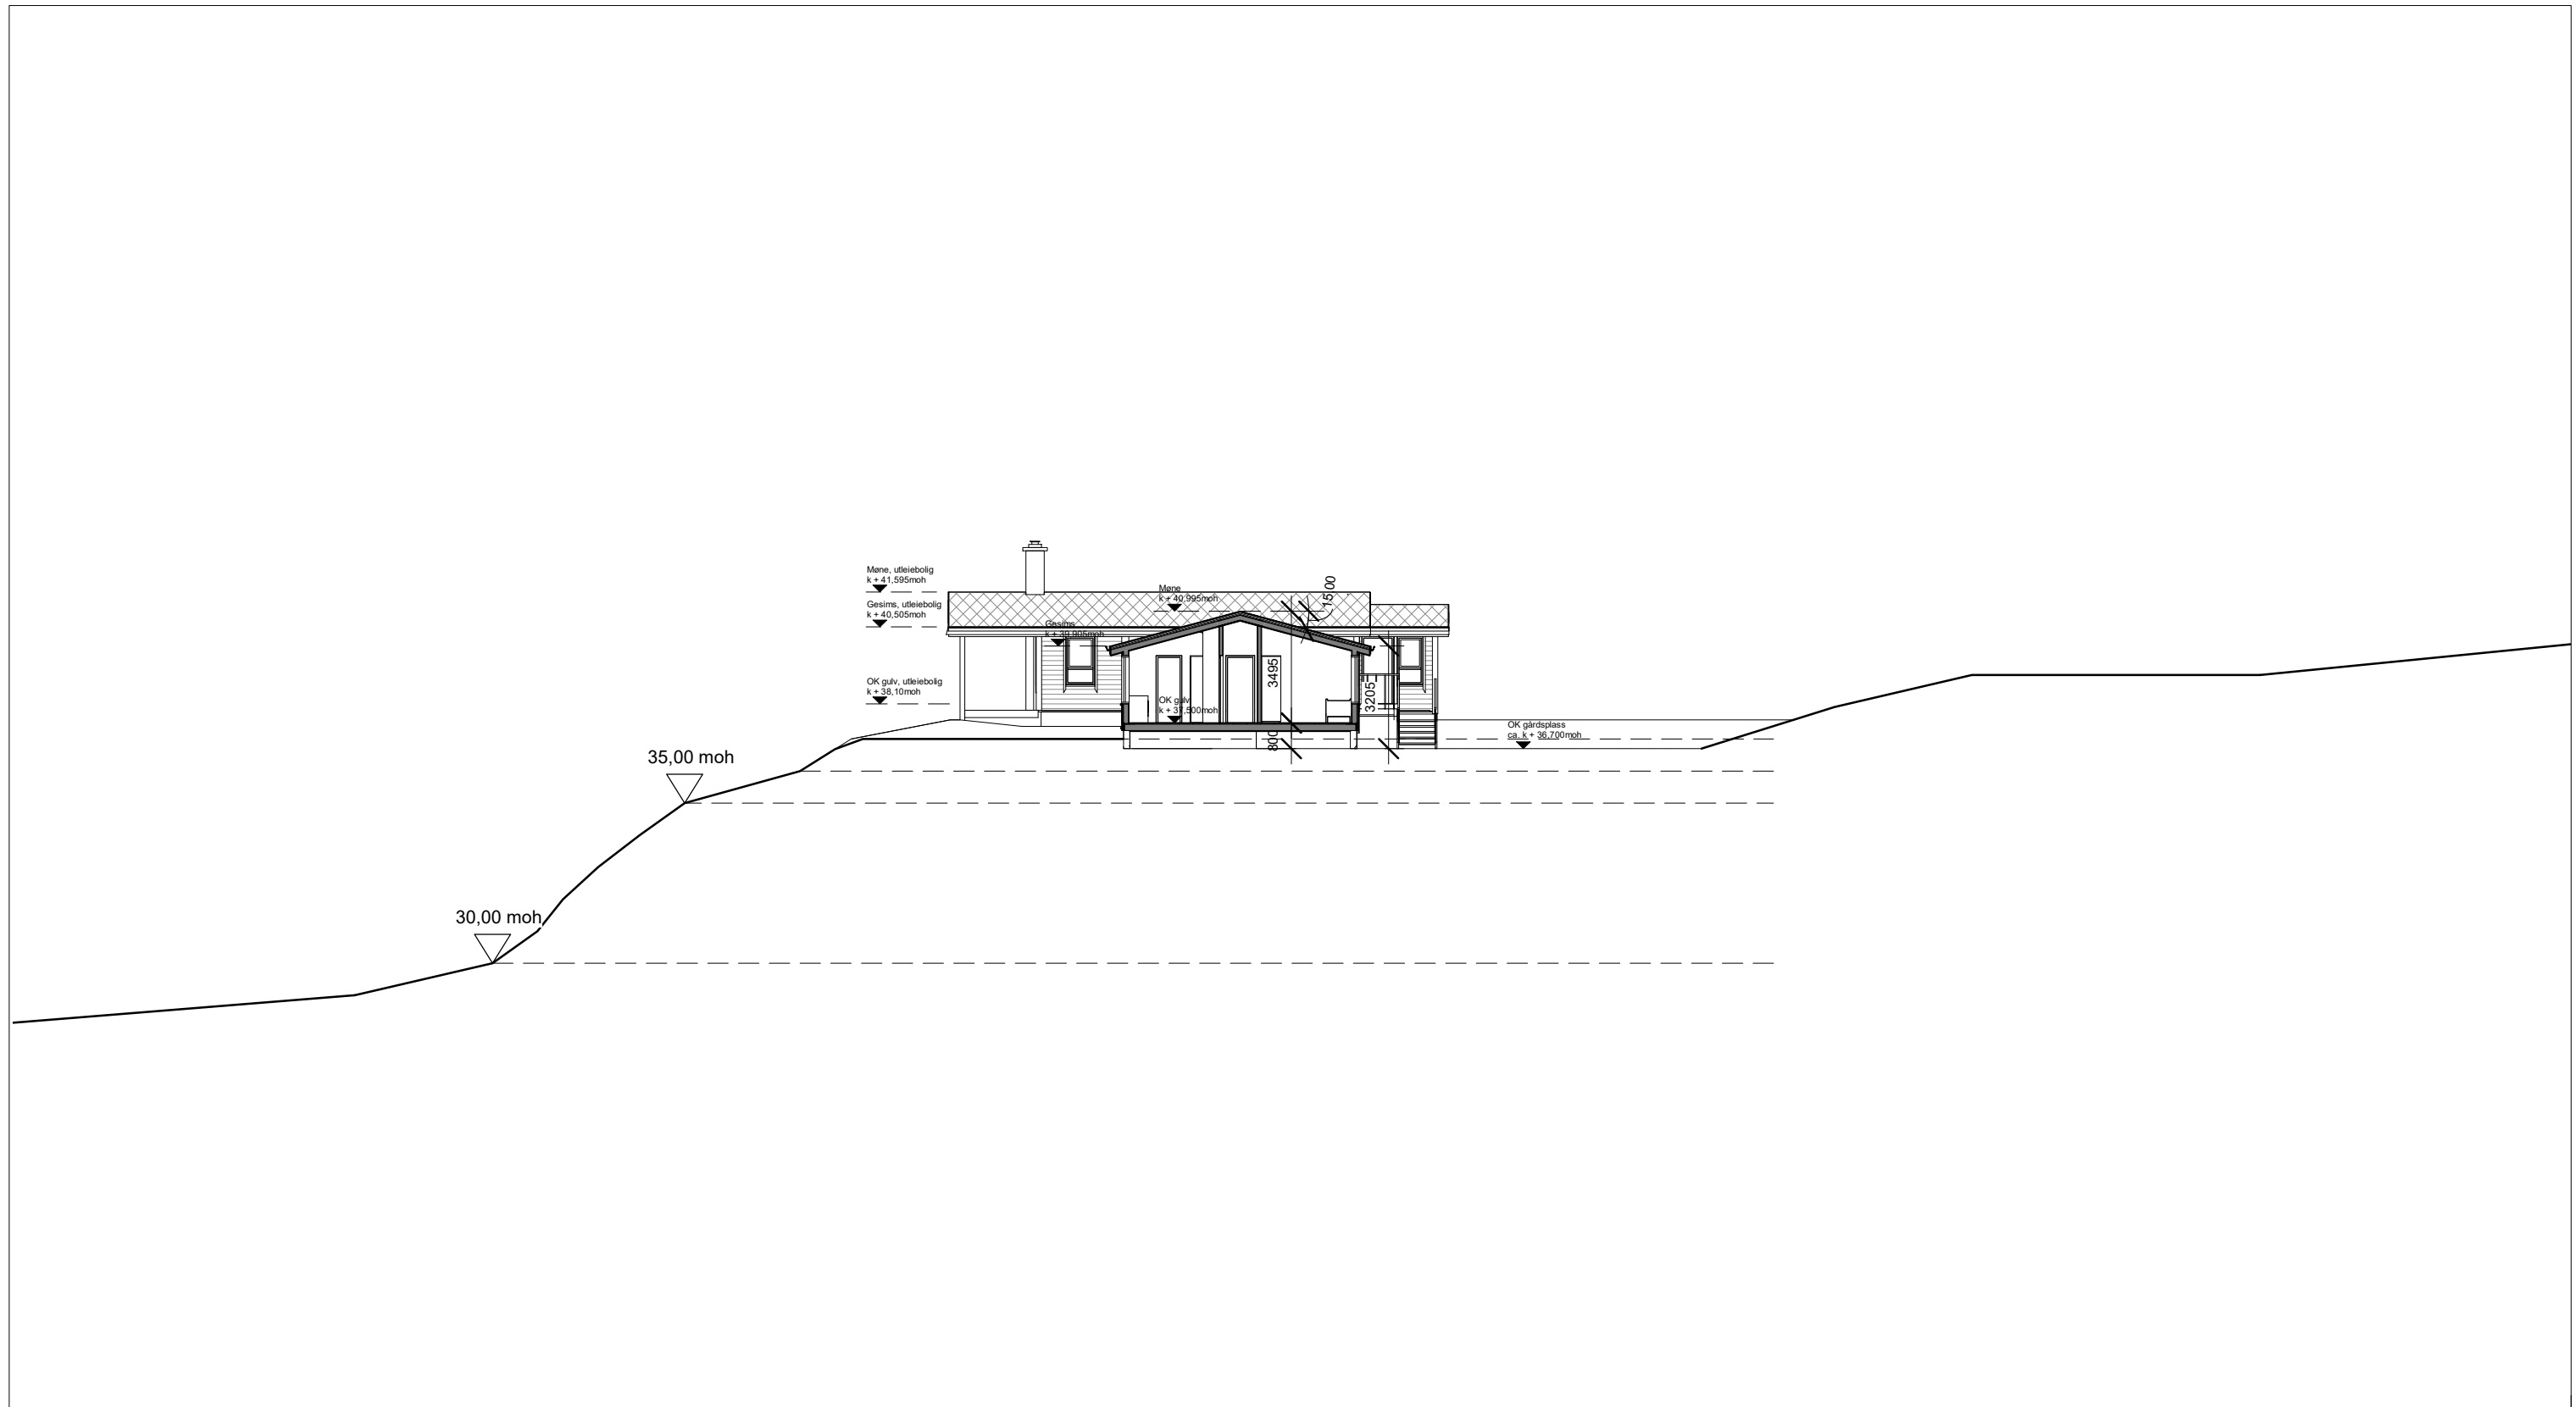 Møne, utleiebolig
k + 41,595moh
Gesims, utleiebolig
k + 40,505moh
Møne
k + 40,995moh
15,00
Gesims
k + 39,905moh
OK gulv, utleiebolig
k + 38,10moh
3495
3205
OK gulv
k + 37,500moh
800
OK gårdsplass
ca. k + 36,700moh
35,00 moh
30,00 moh